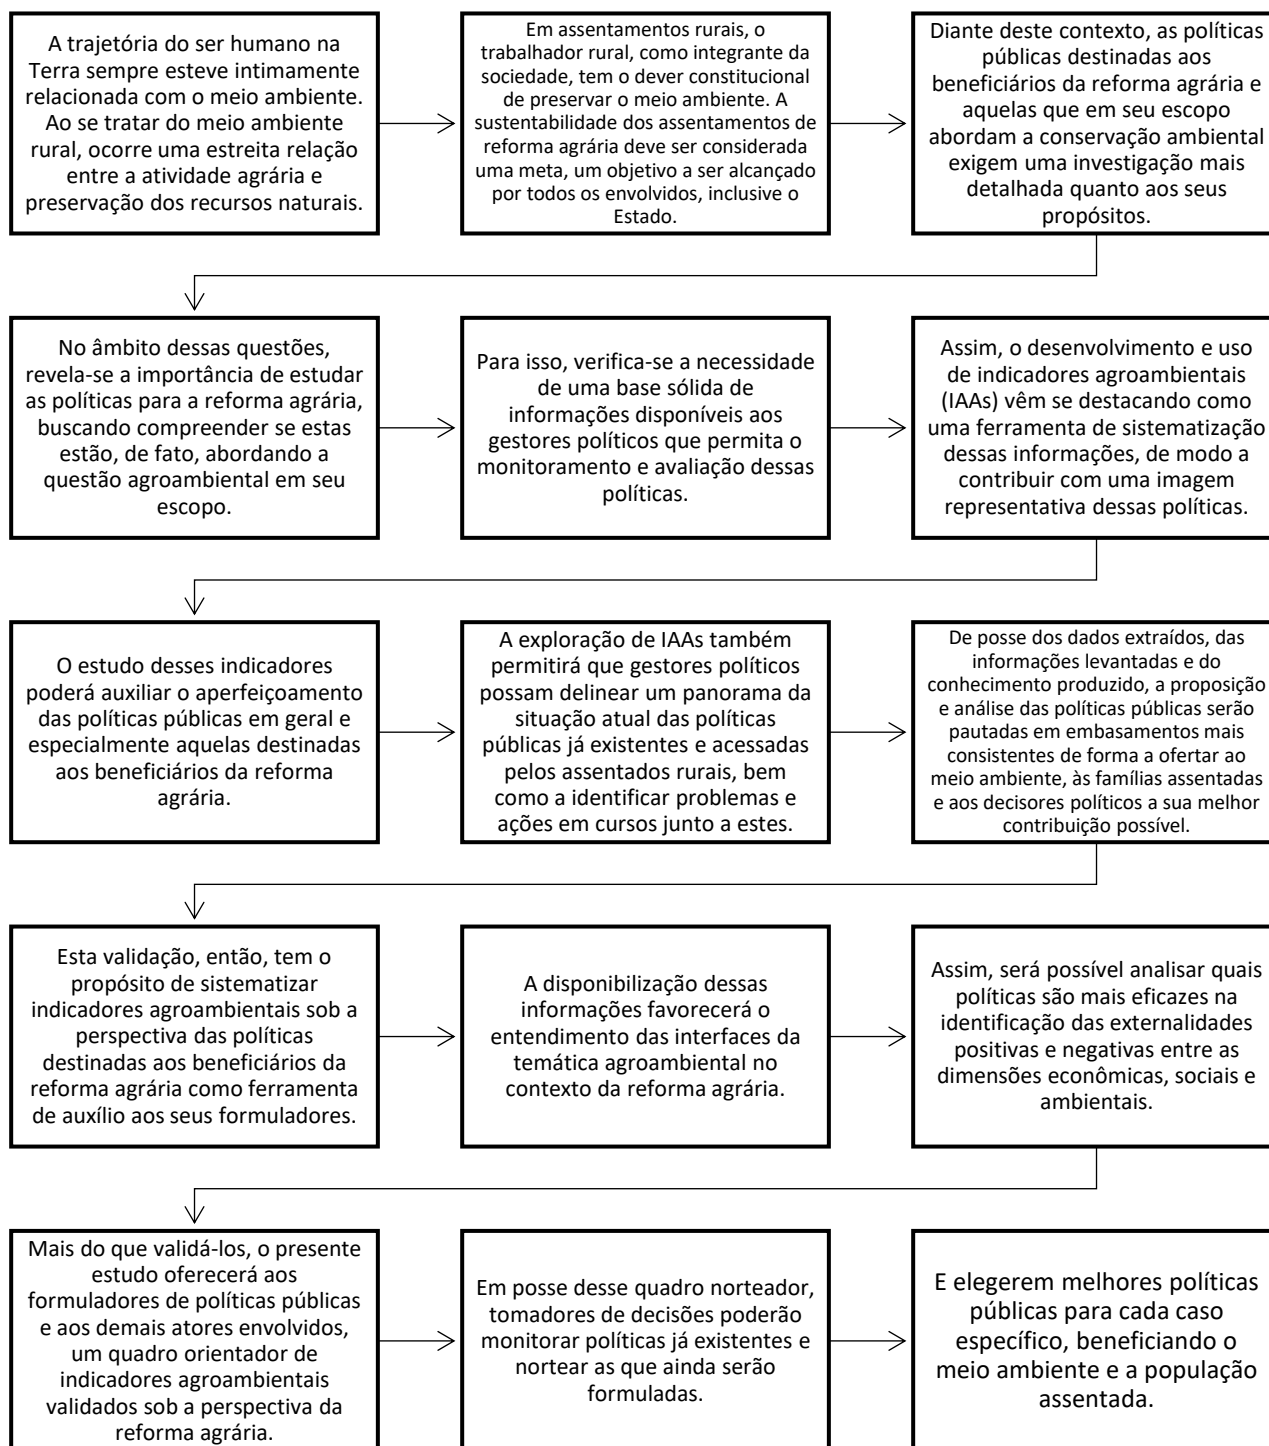 A trajetória do ser humano na
Terra sempre esteve intimamente
relacionada com o meio ambiente.
Ao se tratar do meio ambiente
rural, ocorre uma estreita relação
entre a atividade agrária e
preservação dos recursos naturais.
Em assentamentos rurais, o
trabalhador rural, como integrante da
sociedade, tem o dever constitucional
de preservar o meio ambiente. A
sustentabilidade dos assentamentos de
reforma agrária deve ser considerada
uma meta, um objetivo a ser alcançado
por todos os envolvidos, inclusive o
Estado.
Diante deste contexto, as políticas
públicas destinadas aos
beneficiários da reforma agrária e
aquelas que em seu escopo
abordam a conservação ambiental
exigem uma investigação mais
detalhada quanto aos seus
propósitos.
No âmbito dessas questões,
revela-se a importância de estudar
as políticas para a reforma agrária,
buscando compreender se estas
estão, de fato, abordando a
questão agroambiental em seu
escopo.
Para isso, verifica-se a necessidade
de uma base sólida de
informações disponíveis aos
gestores políticos que permita o
monitoramento e avaliação dessas
políticas.
Assim, o desenvolvimento e uso
de indicadores agroambientais
(IAAs) vêm se destacando como
uma ferramenta de sistematização
dessas informações, de modo a
contribuir com uma imagem
representativa dessas políticas.
O estudo desses indicadores
poderá auxiliar o aperfeiçoamento
das políticas públicas em geral e
especialmente aquelas destinadas
aos beneficiários da reforma
agrária.
A exploração de IAAs também
permitirá que gestores políticos
possam delinear um panorama da
situação atual das políticas
públicas já existentes e acessadas
pelos assentados rurais, bem
como a identificar problemas e
ações em cursos junto a estes.
De posse dos dados extraídos, das
informações levantadas e do
conhecimento produzido, a proposição
e análise das políticas públicas serão
pautadas em embasamentos mais
consistentes de forma a ofertar ao
meio ambiente, às famílias assentadas
e aos decisores políticos a sua melhor
contribuição possível.
Esta validação, então, tem o
propósito de sistematizar
indicadores agroambientais sob a
perspectiva das políticas
destinadas aos beneficiários da
reforma agrária como ferramenta
de auxílio aos seus formuladores.
A disponibilização dessas
informações favorecerá o
entendimento das interfaces da
temática agroambiental no
contexto da reforma agrária.
Assim, será possível analisar quais
políticas são mais eficazes na
identificação das externalidades
positivas e negativas entre as
dimensões econômicas, sociais e
ambientais.
Mais do que validá-los, o presente
estudo oferecerá aos
formuladores de políticas públicas
e aos demais atores envolvidos,
um quadro orientador de
indicadores agroambientais
validados sob a perspectiva da
reforma agrária.
Em posse desse quadro norteador,
tomadores de decisões poderão
monitorar políticas já existentes e
nortear as que ainda serão
formuladas.
E elegerem melhores políticas
públicas para cada caso
específico, beneficiando o
meio ambiente e a população
assentada.